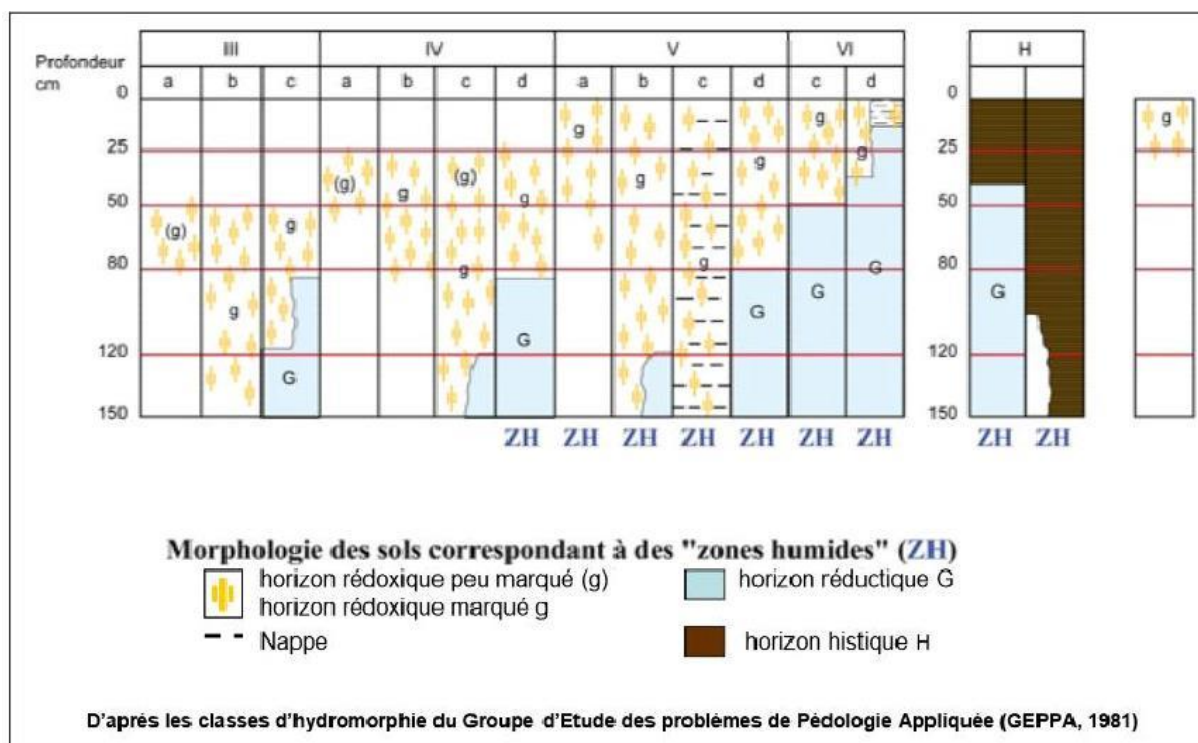 Profondeur
cm
III IV V VI H
a b c a b c d a b c d c d
0 0
25 25
50 50
80 80
120 120
150 150
(g) g g G
(g) g (g) g g G
g g g g G
g G g G
G
g
ZH ZH ZH ZH ZH ZH ZH ZH ZH
Morphologie des sols correspondant à des "zones humides" (ZH)
horizon rédoxique peu marqué (g)
horizon rédoxique marqué g
Nappe
horizon réductique G
horizon histique H
D'après les classes d'hydromorphie du Groupe d'Etude des problèmes de Pédologie Appliquée (GEPPA, 1981)